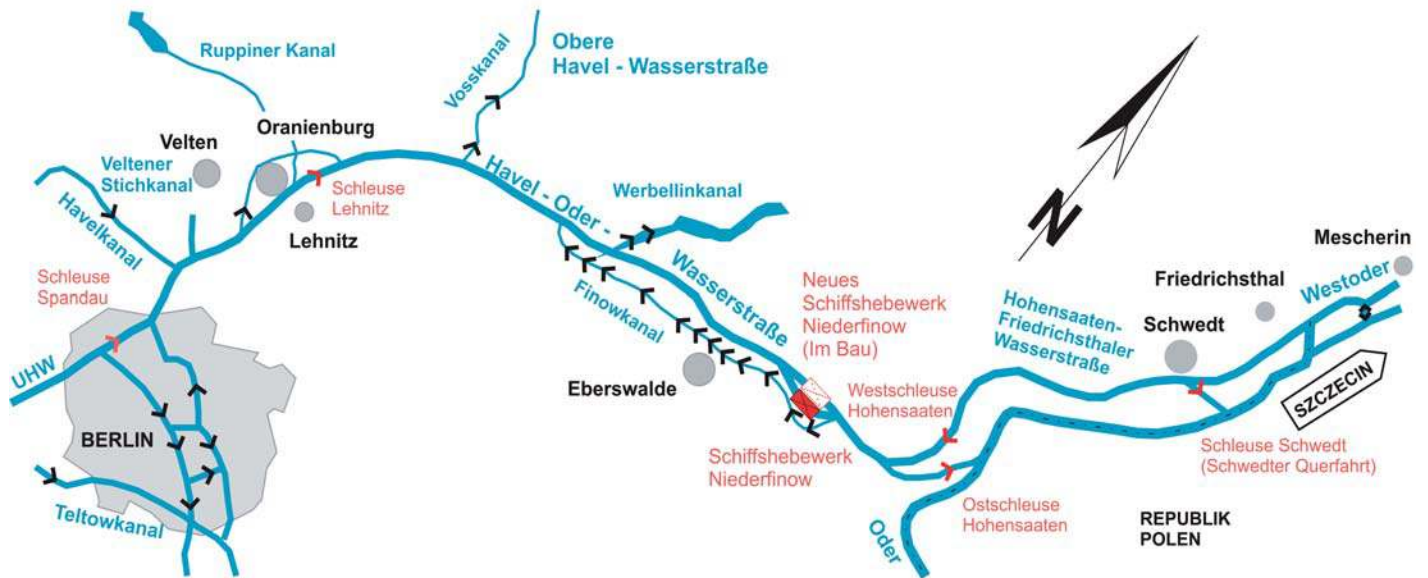 Ruppiner Kanal
Obere
Havel - Wasserstraße
Vosskanal
Oranienburg
Velten
Veltener
Stichkanal
Schleuse
Lehnitz
Lehnitz
Havelkanal
Schleuse
Spandau
UHW
BERLIN
Teltowkanal
Havel - Oder -
Wasserstraße
Werbellinkanal
Finowkanal
Eberswalde
Neues
Schiffshebewerk
Niederfinow
(Im Bau)
Schiffshebewerk
Niederfinow
Westschleuse
Hohensaaten
Ostschleuse
Hohensaaten
Oder
N
Hohensaaten-
Friedrichsthaler
Wasserstraße
Schwedt
Friedrichsthal
Mescherin
Westoder
SZCZECIN
Schleuse Schwedt
(Schwedter Querfahrt)
REPUBLIK
POLEN